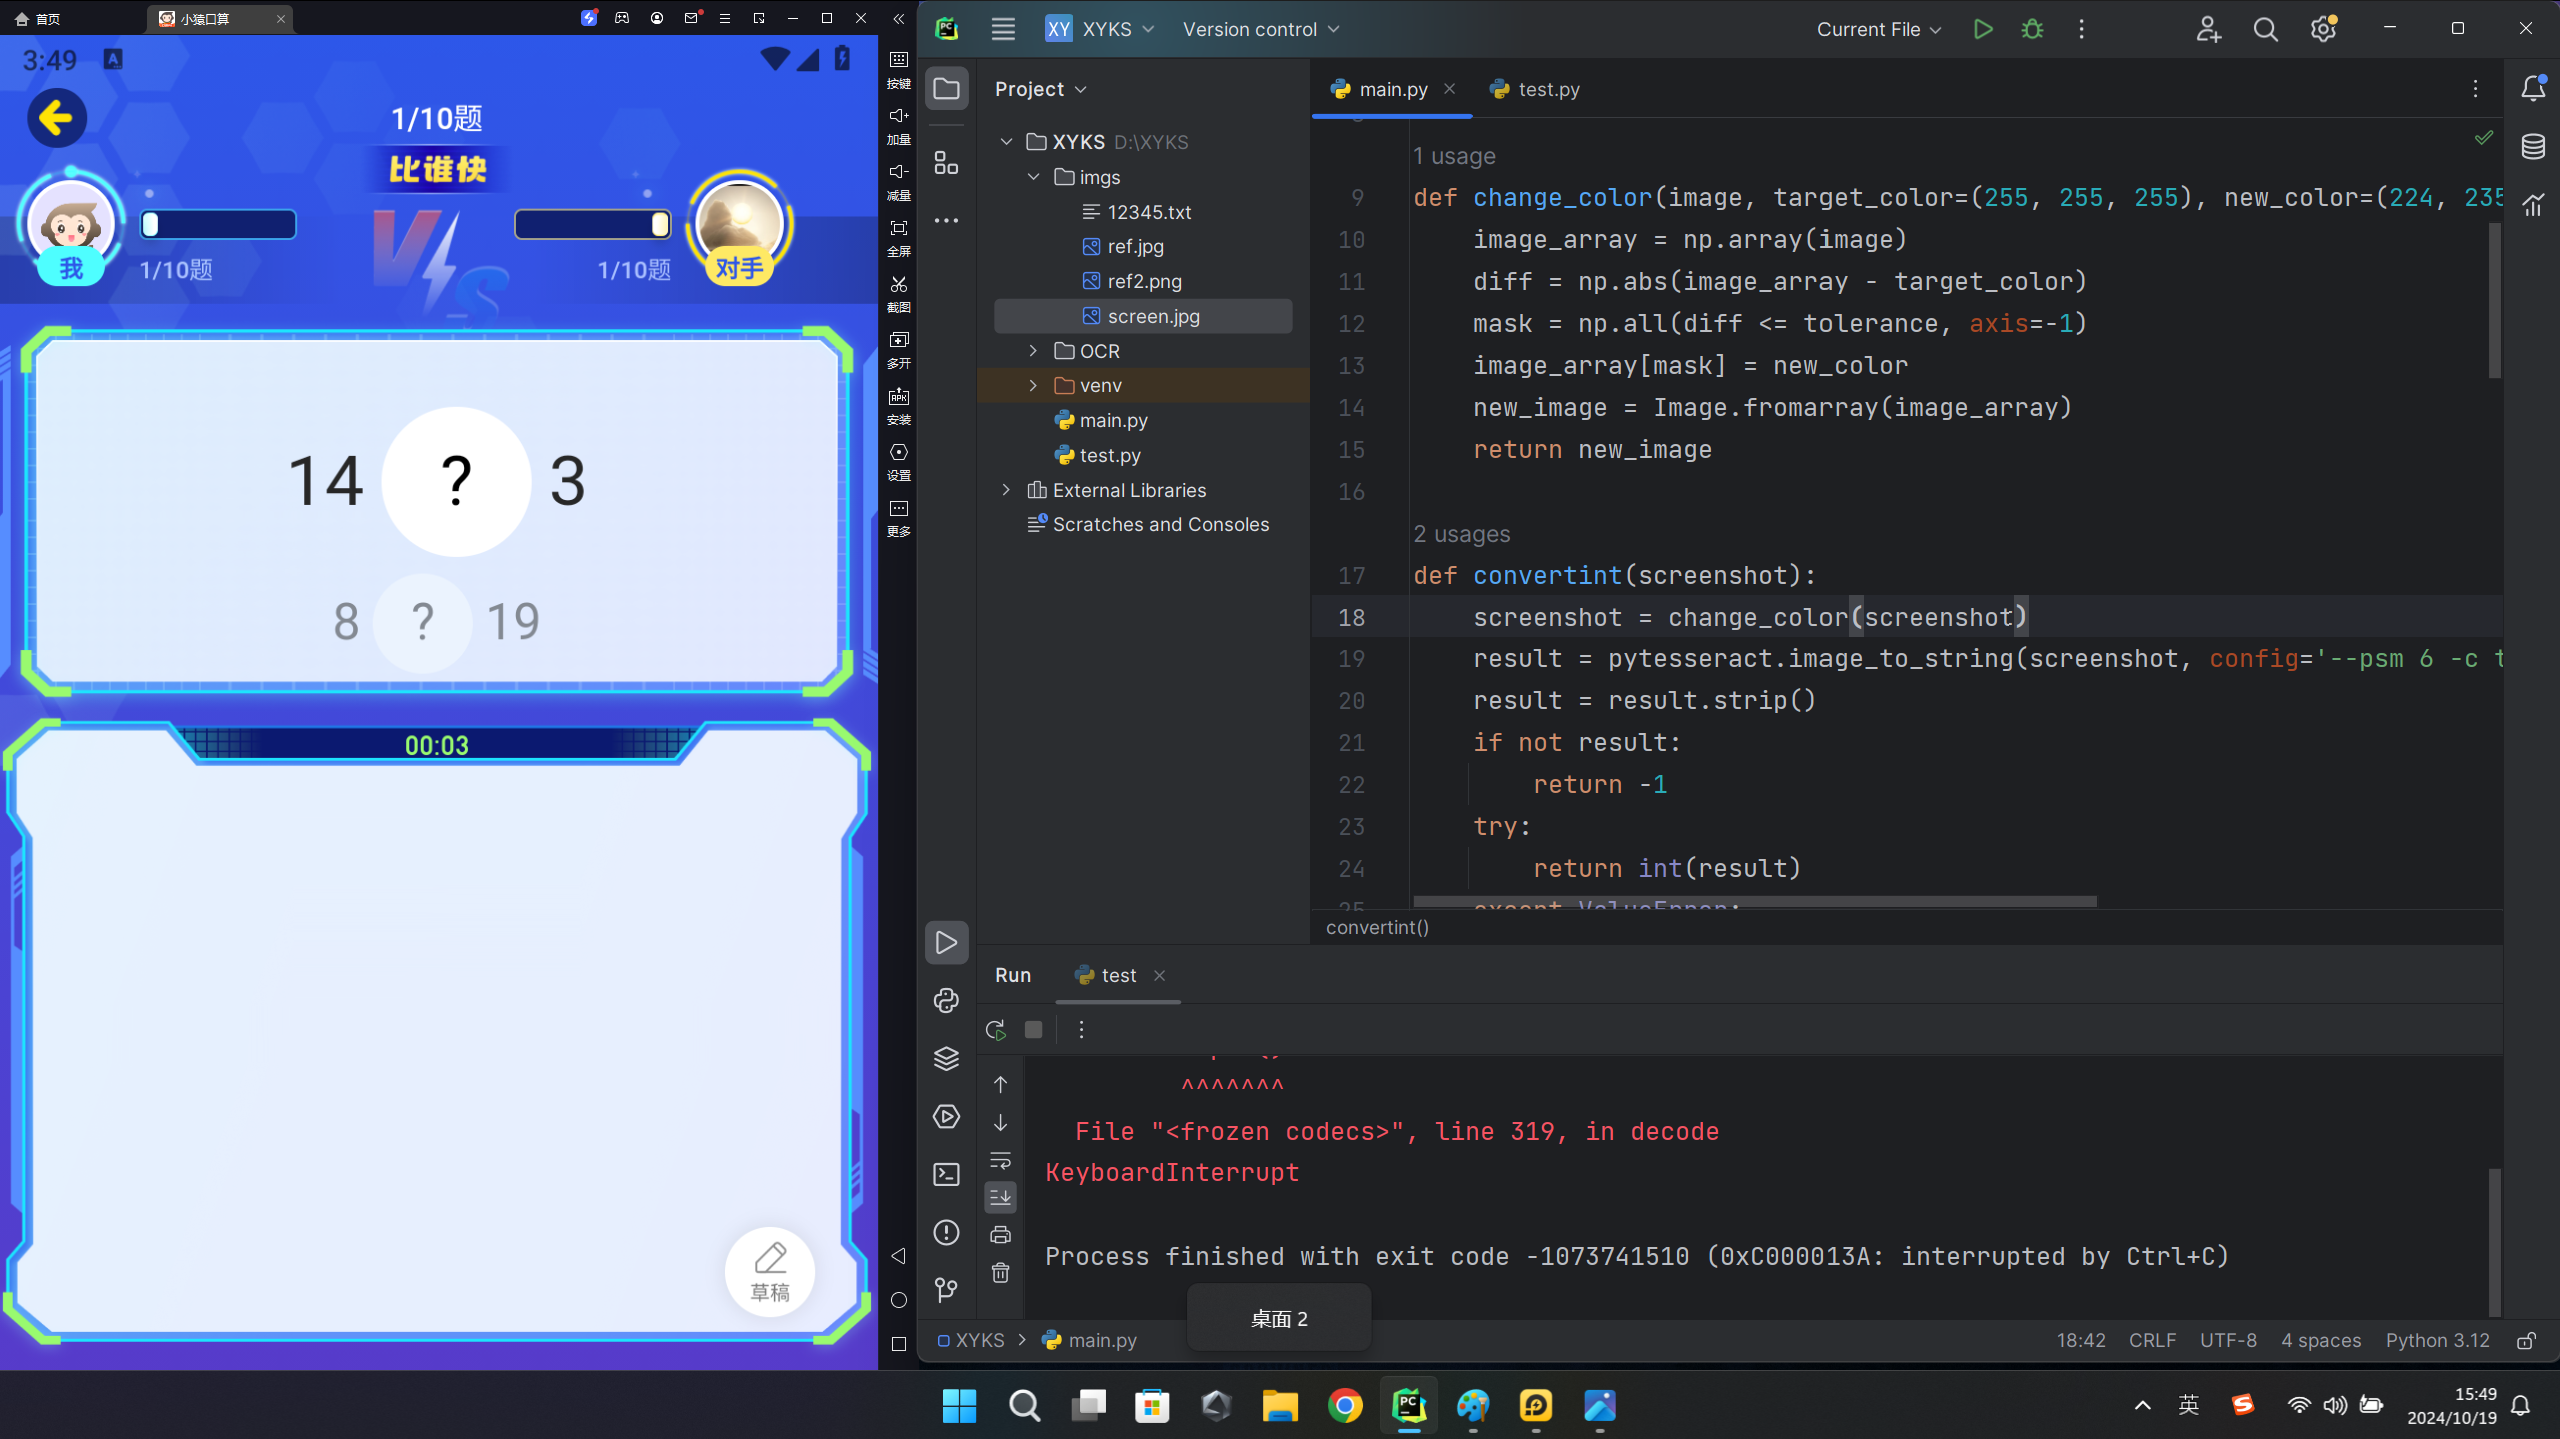 首页
小猿口算
3:49
1/10题
比谁快
我
1/10题
VS
1/10题
对手
14 ? 3
8 ? 19
00:03
草稿
按键
加量
减量
全屏
截图
多开
安装
设置
更多
XY XYKS
Version control
Current File
Project
XYKS D:\XYKS
imgs
12345.txt
ref.jpg
ref2.png
screen.jpg
OCR
venv
main.py
test.py
External Libraries
Scratches and Consoles
main.py
test.py
1 usage
9 def change_color(image, target_color=(255, 255, 255), new_color=(224, 235
10 image_array = np.array(image)
11 diff = np.abs(image_array - target_color)
12 mask = np.all(diff <= tolerance, axis=-1)
13 image_array[mask] = new_color
14 new_image = Image.fromarray(image_array)
15 return new_image
16
2 usages
17 def convertint(screenshot):
18 screenshot = change_color(screenshot)
19 result = pytesseract.image_to_string(screenshot, config='--psm 6 -c t
20 result = result.strip()
21 if not result:
22 return -1
23 try:
24 return int(result)
25 except ValueError:
convertint()
Run
test
^^^^^^^
File "<frozen codecs>", line 319, in decode
KeyboardInterrupt
Process finished with exit code -1073741510 (0xC000013A: interrupted by Ctrl+C)
桌面 2
XYKS > main.py
18:42 CRLF UTF-8 4 spaces Python 3.12
英
15:49
2024/10/19